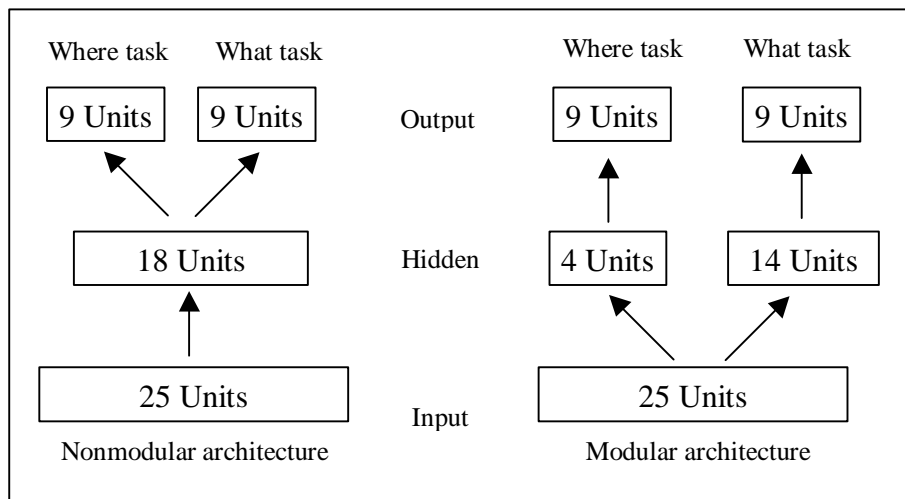 Where task What task Where task What task
9 Units 9 Units Output 9 Units 9 Units
18 Units Hidden 4 Units 14 Units
25 Units Input 25 Units
Nonmodular architecture Modular architecture